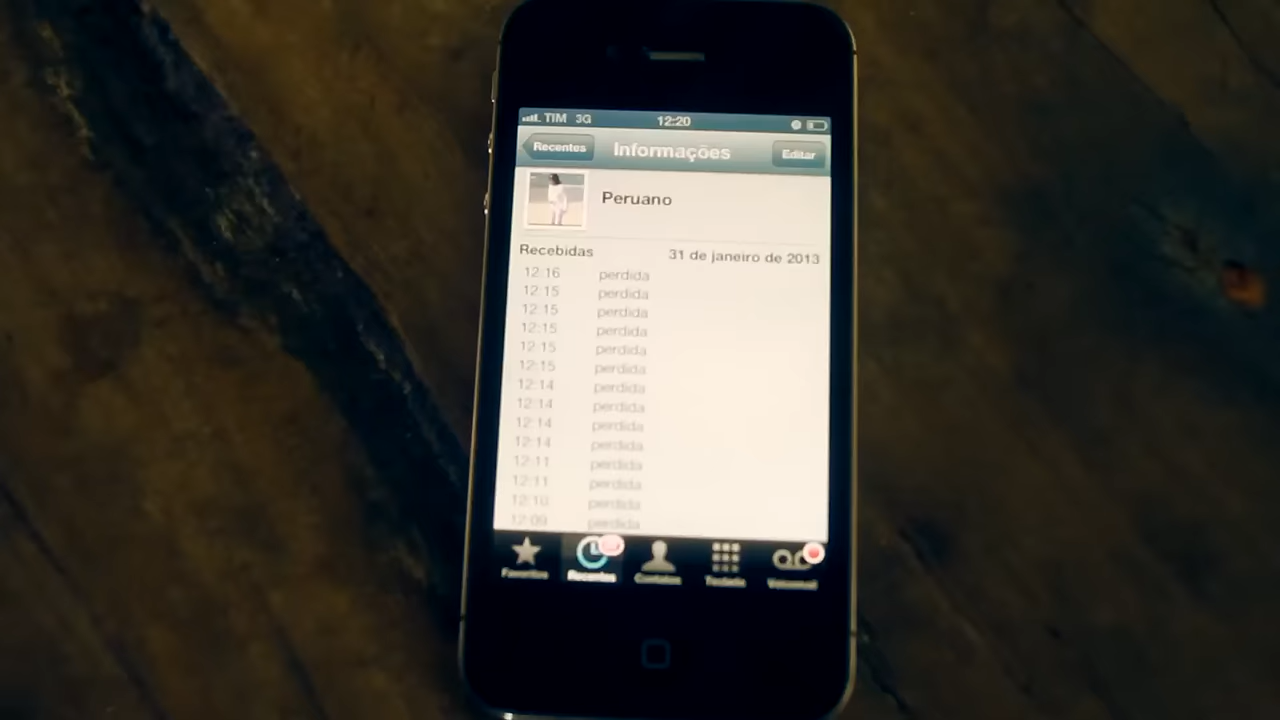 TIM 3G 12:20
Recentes Informações Editar
Peruano
Recebidas 31 de janeiro de 2013
12:16 perdida
12:15 perdida
12:15 perdida
12:15 perdida
12:15 perdida
12:15 perdida
12:14 perdida
12:14 perdida
12:14 perdida
12:14 perdida
12:11 perdida
12:11 perdida
12:10 perdida
12:09 perdida
Favoritos Recentes Contatos Teclado Voicemail